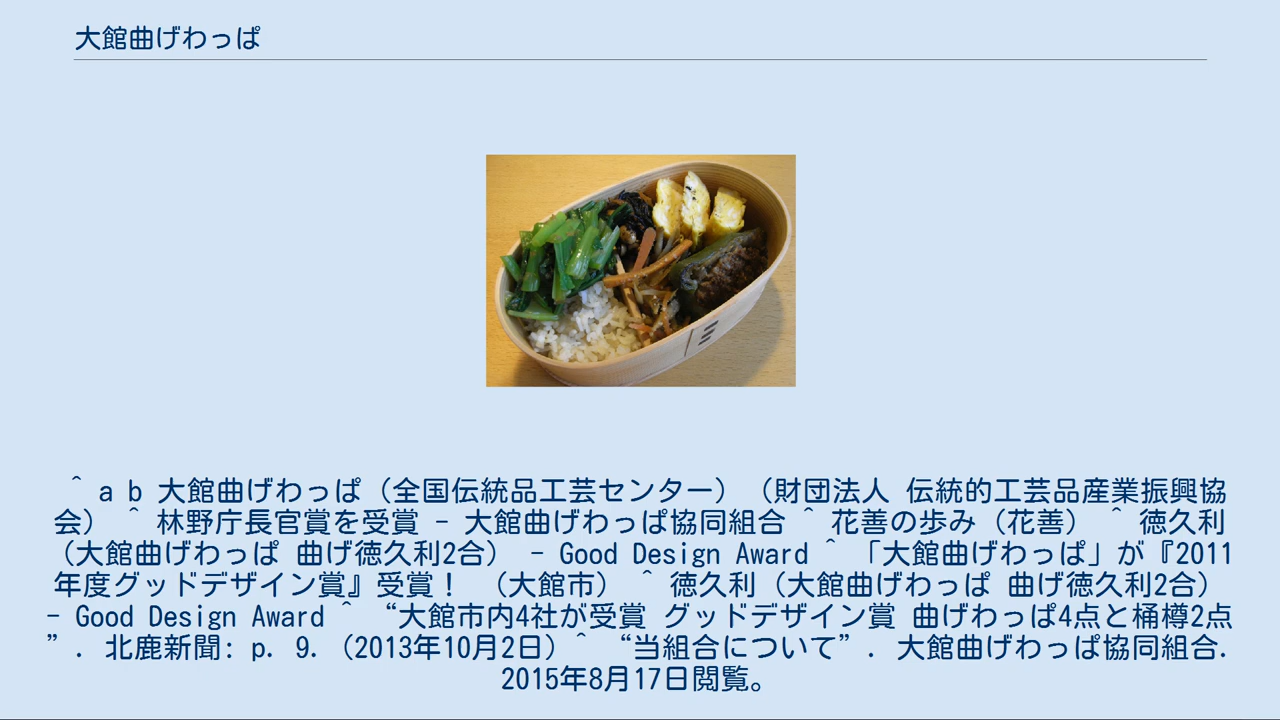 大館曲げわっぱ
＾ a b 大館曲げわっぱ（全国伝統品工芸センター）（財団法人 伝統的工芸品産業振興協
会） ＾ 林野庁長官賞を受賞 - 大館曲げわっぱ協同組合 ＾ 花善の歩み（花善） ＾ 徳久利
（大館曲げわっぱ 曲げ徳久利2合） - Good Design Award ＾ 「大館曲げわっぱ」が『2011
年度グッドデザイン賞』受賞！ （大館市） ＾ 徳久利（大館曲げわっぱ 曲げ徳久利2合）
- Good Design Award ＾ “大館市内4社が受賞 グッドデザイン賞 曲げわっぱ4点と桶樽2点
”. 北鹿新聞: p. 9. （2013年10月2日）＾ “当組合について”. 大館曲げわっぱ協同組合.
2015年8月17日閲覧。